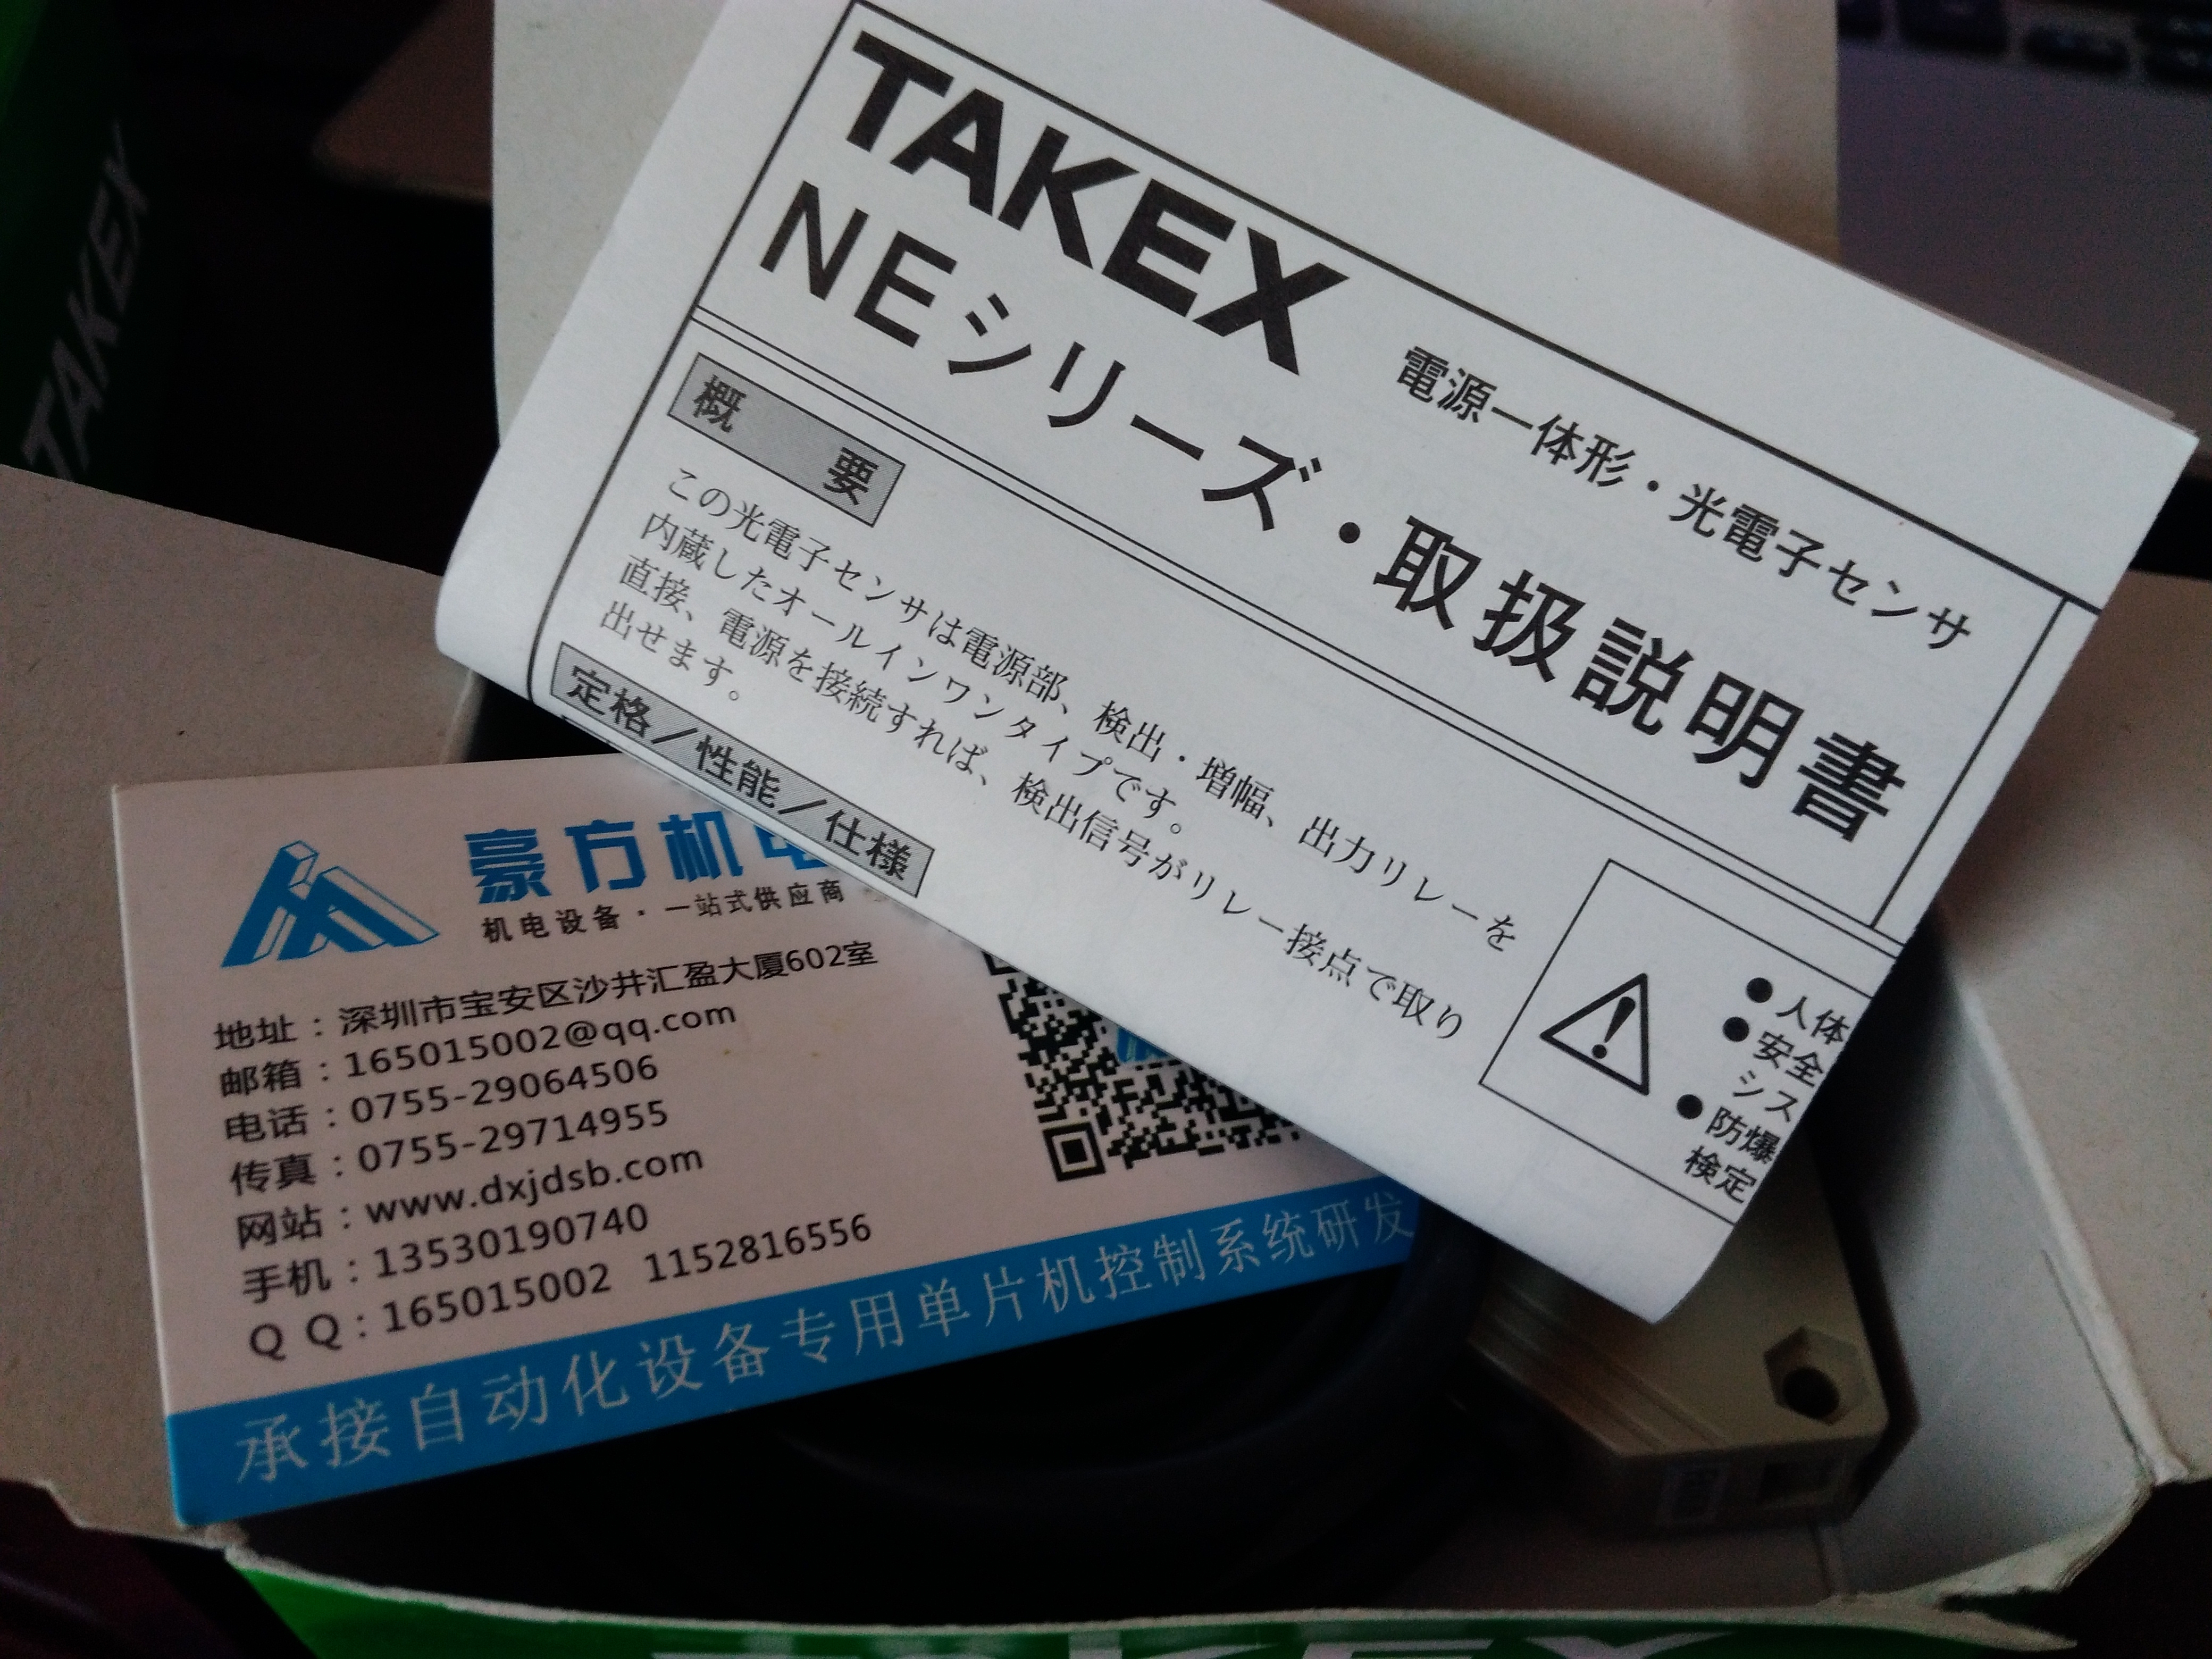 TAKEX
TAKEX
電源一体形・光電子センサ
NEシリーズ・取扱説明書
概 要
この光電子センサは電源部、検出・増幅、出力リレーを
内蔵したオールインワンタイプです。
直接、電源を接続すれば、検出信号がリレー接点で取り
出せます。
定格／性能／仕様
●人体
●安全
シス
●防爆
検定
豪方机电
机电设备·一站式供应商
地址：深圳市宝安区沙井汇盈大厦602室
邮箱：165015002@qq.com
电话：0755-29064506
传真：0755-29714955
网站：www.dxjdsb.com
手机：13530190740
Q Q：165015002 1152816556
承接自动化设备专用单片机控制系统研发
TAKEX